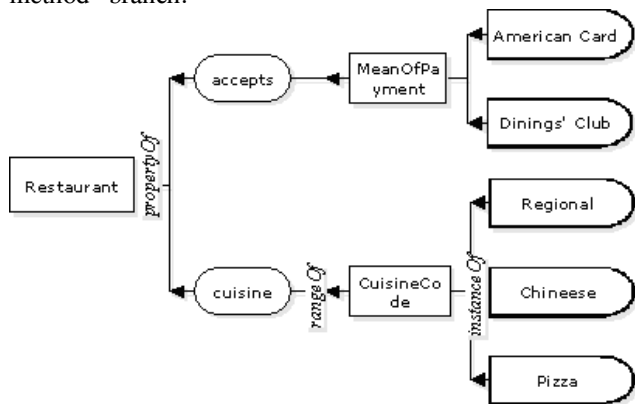 method" branch.
American Card
accepts
MeanOfPa
yment
Dinings' Club
propertyOf
Restaurant
Regional
cuisine
range Of
CuisineCo
de
instance Of
Chineese
Pizza